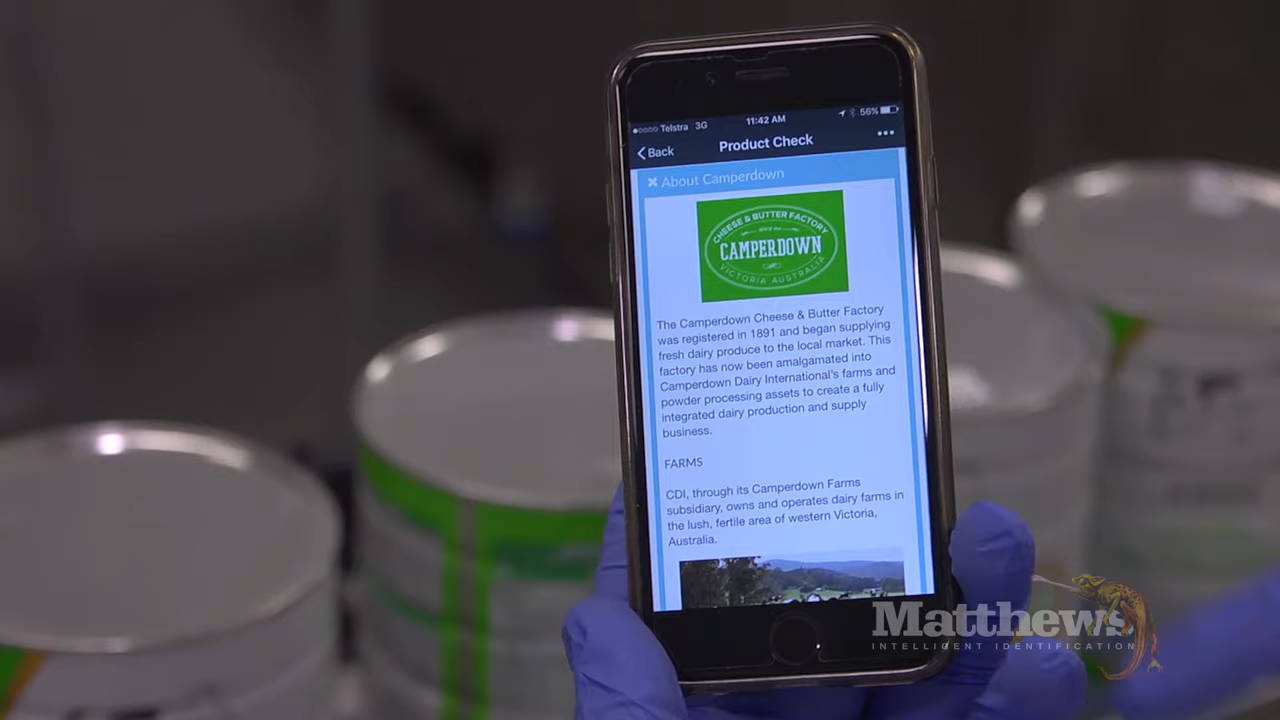 Telstra 3G 11:42 AM 56%
Back Product Check
About Camperdown
CHEESE & BUTTER FACTORY
CAMPERDOWN
VICTORIA AUSTRALIA
The Camperdown Cheese & Butter Factory
was registered in 1891 and began supplying
fresh dairy produce to the local market. This
factory has now been amalgamated into
Camperdown Dairy International's farms and
powder processing assets to create a fully
integrated dairy production and supply
business.
FARMS
CDI, through its Camperdown Farms
subsidiary, owns and operates dairy farms in
the lush, fertile area of western Victoria,
Australia.
Matthews
INTELLIGENT IDENTIFICATION